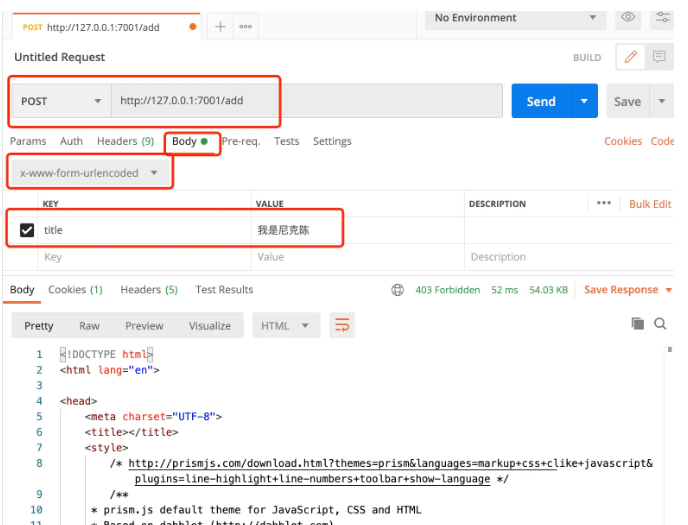 POST http://127.0.0.1:7001/add
No Environment
Untitled Request BUILD
POST http://127.0.0.1:7001/add Send Save
Params Auth Headers (9) Body Pre-req. Tests Settings Cookies Code
x-www-form-urlencoded
KEY VALUE DESCRIPTION Bulk Edit
title 我是尼克陈
Key Value Description
Body Cookies (1) Headers (5) Test Results 403 Forbidden 52 ms 54.03 KB Save Response
Pretty Raw Preview Visualize HTML
1 <!DOCTYPE html>
2 <html lang="en">
3
4 <head>
5 <meta charset="UTF-8">
6 <title></title>
7 <style>
8 /* http://prismjs.com/download.html?themes=prism&languages=markup+css+clike+javascript&
plugins=line-highlight+line-numbers+toolbar+show-language */
9 /**
10 * prism.js default theme for JavaScript, CSS and HTML
11 * Based on dabblet (http://dabblet.com)